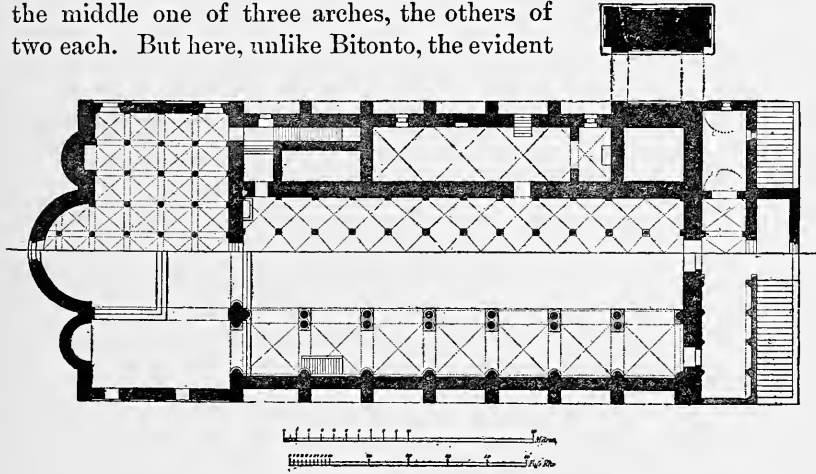 the middle one of three arches, the others of
two each. But here, unlike Bitonto, the evident